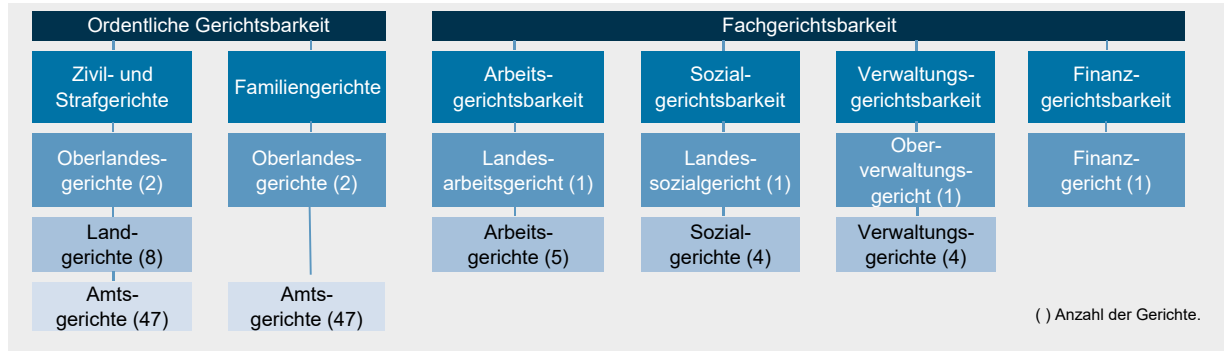 Ordentliche Gerichtsbarkeit
Zivil- und
Strafgerichte
Familiengerichte
Oberlandes-
gerichte (2)
Oberlandes-
gerichte (2)
Land-
gerichte (8)
Amts-
gerichte (47)
Amts-
gerichte (47)
Fachgerichtsbarkeit
Arbeits-
gerichtsbarkeit
Sozial-
gerichtsbarkeit
Verwaltungs-
gerichtsbarkeit
Finanz-
gerichtsbarkeit
Landes-
arbeitsgericht (1)
Landes-
sozialgericht (1)
Ober-
verwaltungs-
gericht (1)
Finanz-
gericht (1)
Arbeits-
gerichte (5)
Sozial-
gerichte (4)
Verwaltungs-
gerichte (4)
( ) Anzahl der Gerichte.